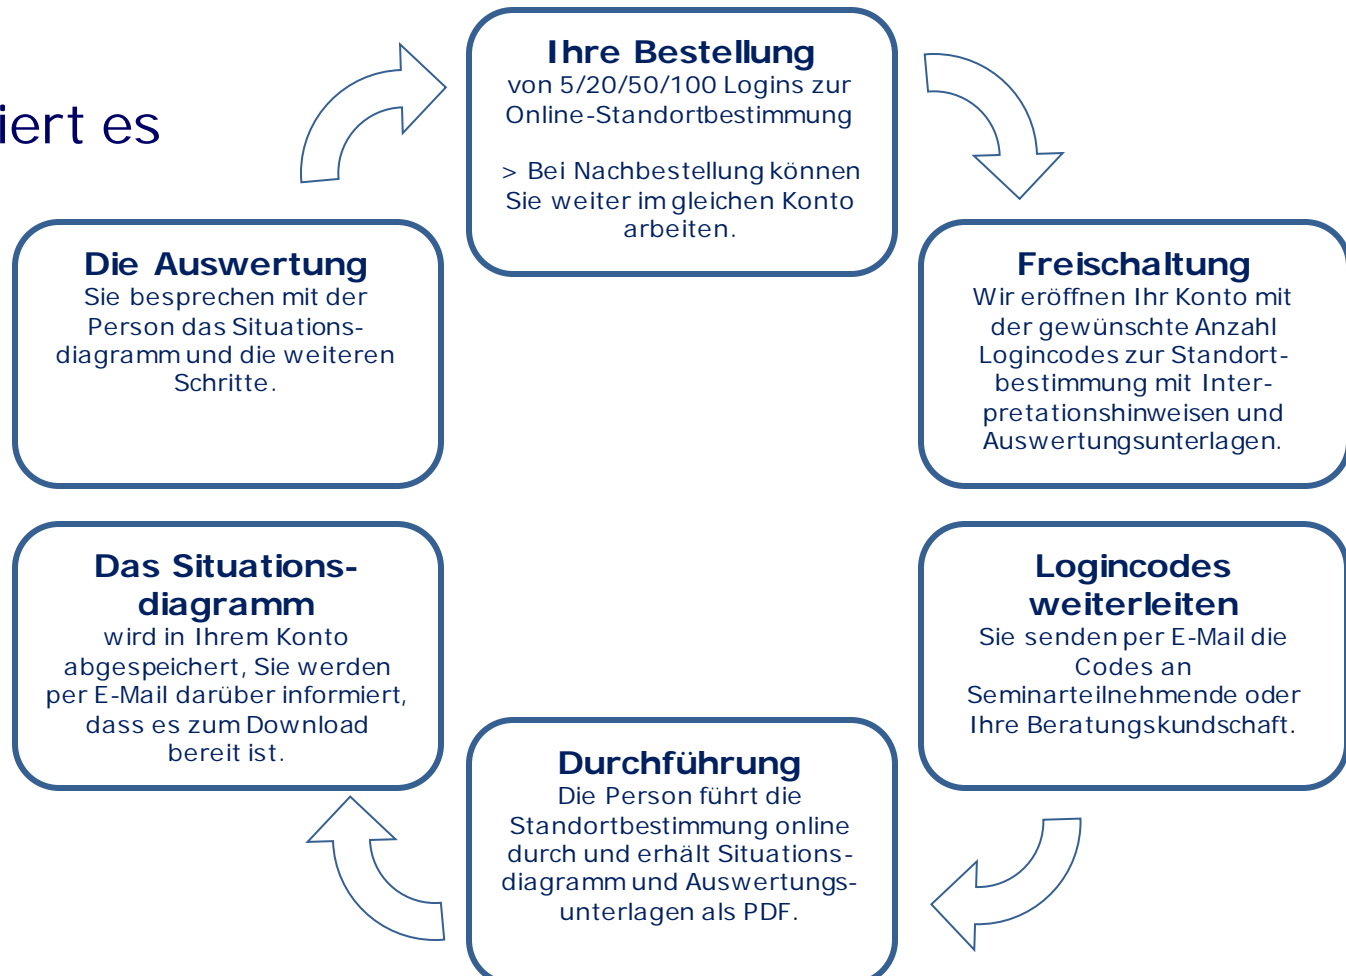 iert es
Ihre Bestellung
von 5/20/50/100 Logins zur
Online-Standortbestimmung
> Bei Nachbestellung können
Sie weiter im gleichen Konto
arbeiten.
Freischaltung
Wir eröffnen Ihr Konto mit
der gewünschte Anzahl
Logincodes zur Standort-
bestimmung mit Inter-
pretationshinweisen und
Auswertungsunterlagen.
Logincodes
weiterleiten
Sie senden per E-Mail die
Codes an
Seminarteilnehmende oder
Ihre Beratungskundschaft.
Durchführung
Die Person führt die
Standortbestimmung online
durch und erhält Situations-
diagramm und Auswertungs-
unterlagen als PDF.
Das Situations-
diagramm
wird in Ihrem Konto
abgespeichert, Sie werden
per E-Mail darüber informiert,
dass es zum Download
bereit ist.
Die Auswertung
Sie besprechen mit der
Person das Situations-
diagramm und die weiteren
Schritte.